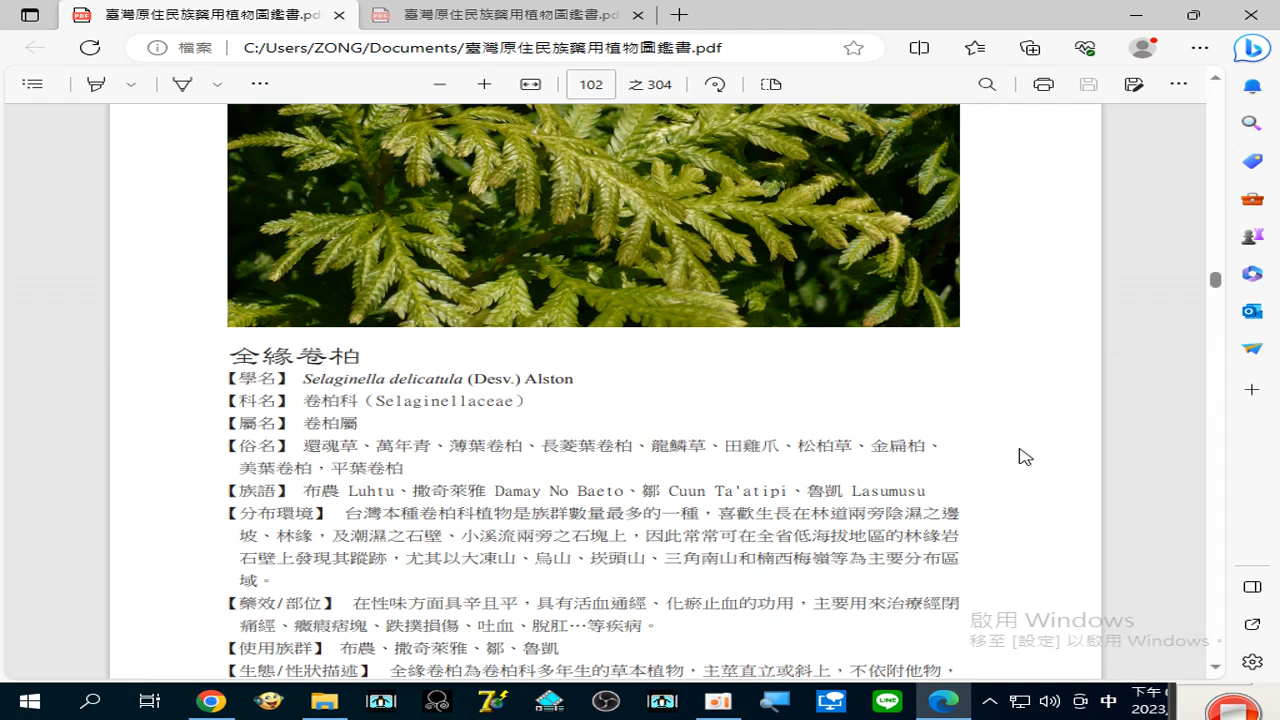 臺灣原住民族藥用植物圖鑑書.pd
臺灣原住民族藥用植物圖鑑書.pd
檔案
C:/Users/ZONG/Documents/臺灣原住民族藥用植物圖鑑書.pdf
102 之 304
全緣卷柏
【學名】 Selaginella delicatula (Desv.) Alston
【科名】 卷柏科（Selaginellaceae）
【屬名】 卷柏屬
【俗名】 還魂草、萬年青、薄葉卷柏、長菱葉卷柏、龍鱗草、田雞爪、松柏草、金扁柏、
美葉卷柏，平葉卷柏
【族語】 布農 Luhtu、撒奇萊雅 Damay No Baeto、鄒 Cuun Ta'atipi、魯凱 Lasumusu
【分布環境】 台灣本種卷柏科植物是族群數量最多的一種，喜歡生長在林道兩旁陰濕之邊
坡、林緣，及潮濕之石壁、小溪流兩旁之石塊上，因此常常可在全省低海拔地區的林緣岩
石壁上發現其蹤跡，尤其以大凍山、烏山、崁頭山、三角南山和楠西梅嶺等為主要分布區
域。
【藥效/部位】 在性味方面具辛且平，具有活血通經、化瘀止血的功用，主要用來治療經閉
痛經、癥瘕痞塊、跌撲損傷、吐血、脫肛…等疾病。
【使用族群】 布農、撒奇萊雅、鄒、魯凱
【生態/性狀描述】 全緣卷柏為卷柏科多年生的草本植物，主莖直立或斜上，不依附他物，
啟用 Windows
移至 [設定] 以啟用 Windows。
中
下午
2023,